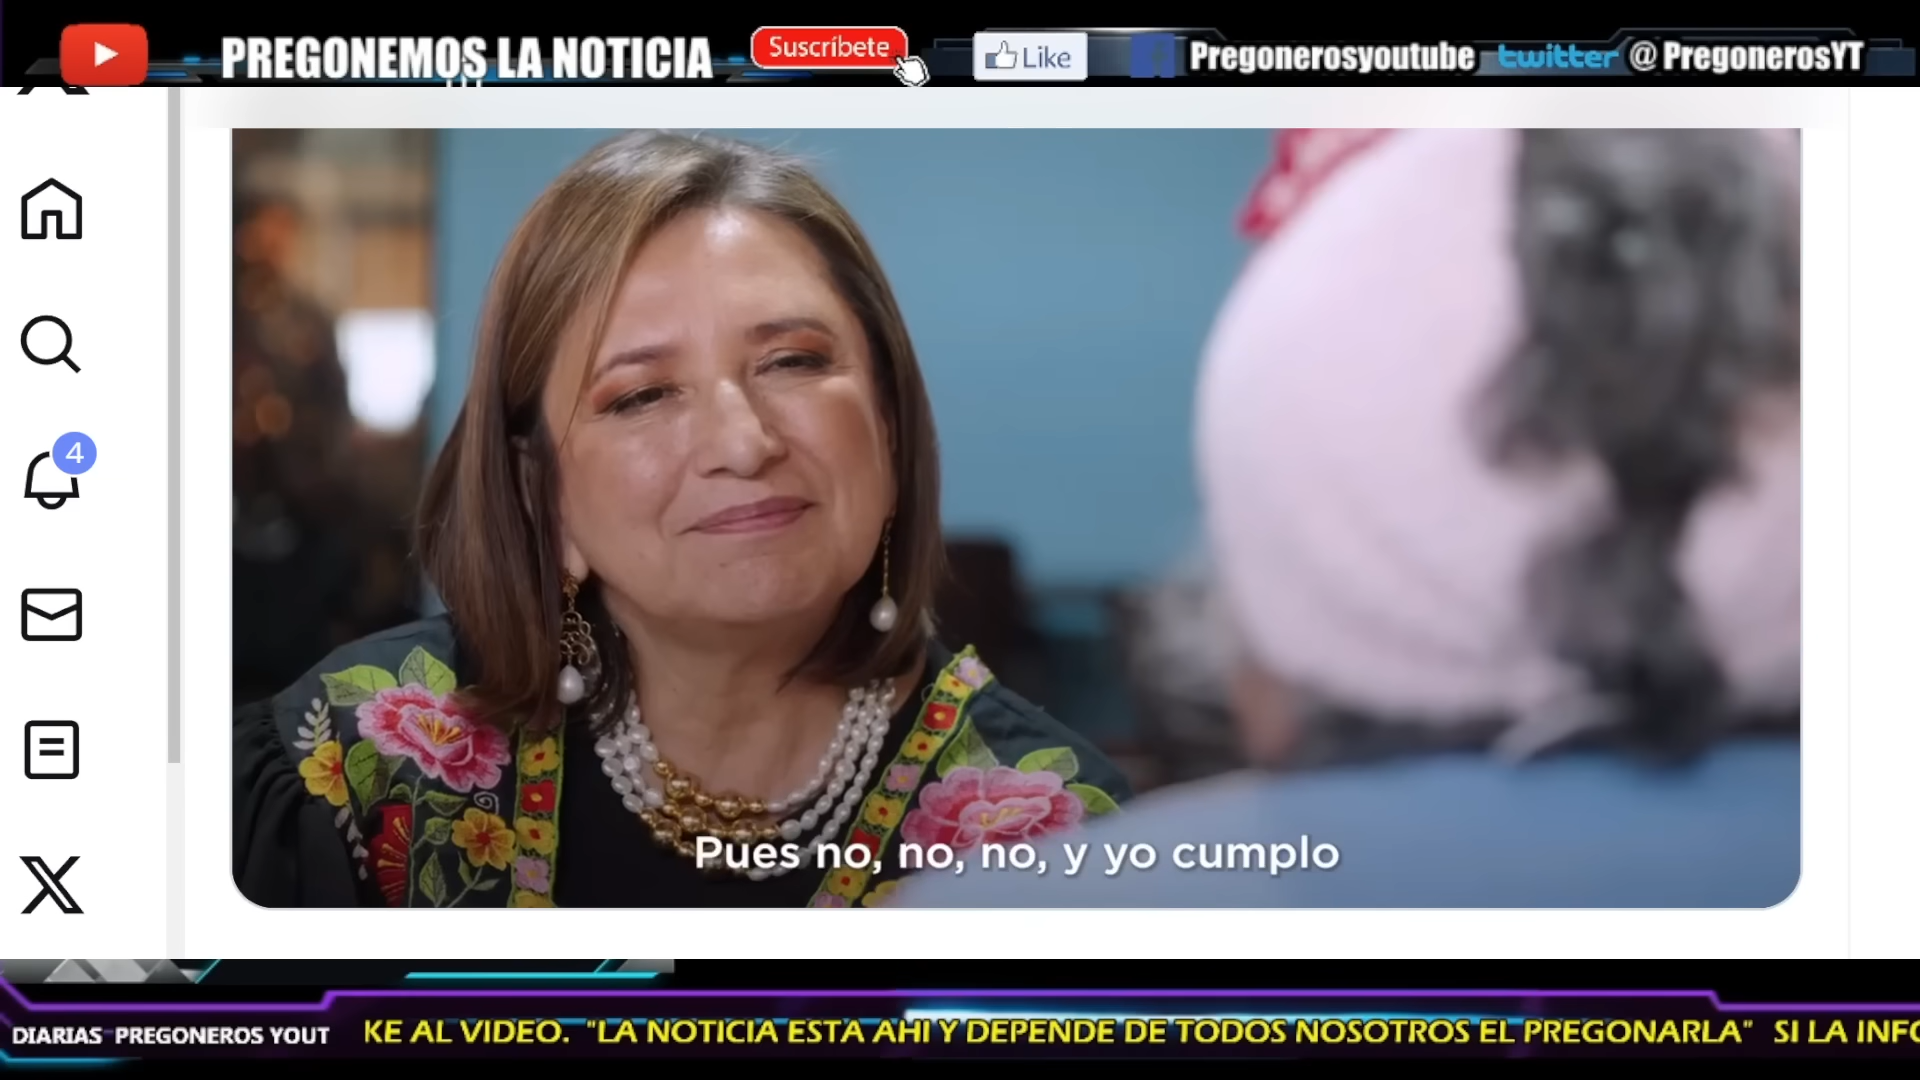 PREGONEMOS LA NOTICIA
Suscríbete
Like
Pregonerosyoutube
twitter @PregonerosYT
4
Pues no, no, no, y yo cumplo
DIARIAS PREGONEROS YOUT
KE AL VIDEO. "LA NOTICIA ESTA AHI Y DEPENDE DE TODOS NOSOTROS EL PREGONARLA" SI LA INFO